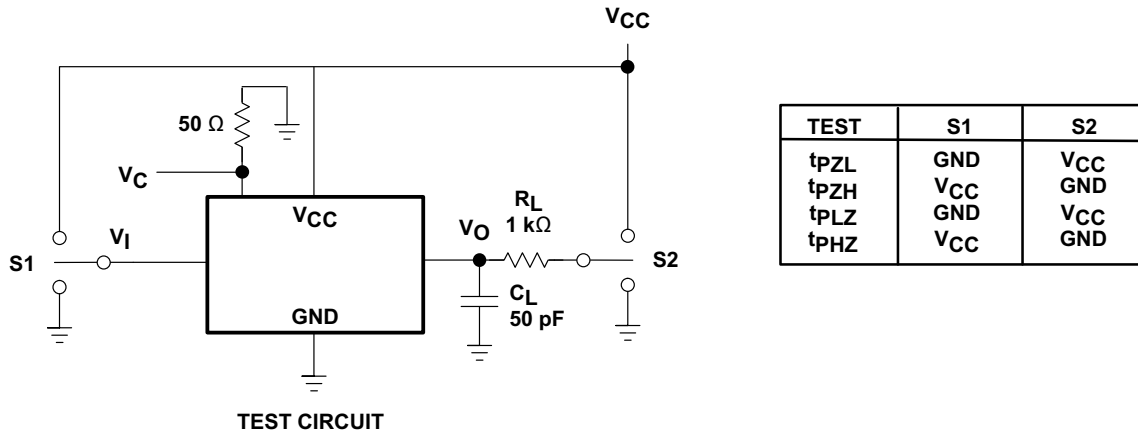 VCC
50 Ω
VC
VCC
RL
1 kΩ
VO
VI
S1
S2
CL
50 pF
GND
TEST CIRCUIT
TEST S1 S2
tPZL GND VCC
tPZH VCC GND
tPLZ GND VCC
tPHZ VCC GND